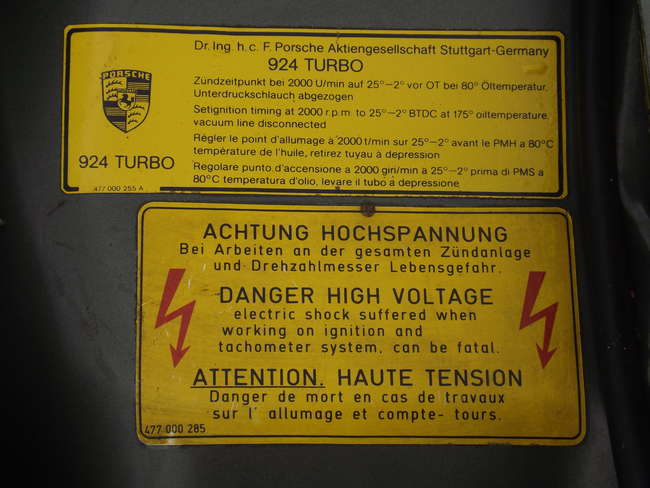 Dr. Ing. h. c. F. Porsche Aktiengesellschaft Stuttgart-Germany
924 TURBO
PORSCHE
Zündzeitpunkt bei 2000 U/min auf 25°–2° vor OT bei 80° Öltemperatur,
Unterdruckschlauch abgezogen
Setignition timing at 2000 r.p.m. to 25°–2° BTDC at 175° oiltemperature,
vacuum line disconnected
Régler le point d'allumage à 2000 t/min sur 25°–2° avant le PMH a 80°C
température de l'huile, retirez tuyau à depression
924 TURBO
Regolare punto d'accensione a 2000 giri/min a 25°–2° prima di PMS a
80°C temperatura d'olio, levare il tubo a depressione
477 000 255 A
ACHTUNG HOCHSPANNUNG
Bei Arbeiten an der gesamten Zündanlage
und Drehzahlmesser Lebensgefahr.
DANGER HIGH VOLTAGE
electric shock suffered when
working on ignition and
tachometer system, can be fatal.
ATTENTION. HAUTE TENSION
Danger de mort en cas de travaux
sur l' allumage et compte- tours.
477 000 285